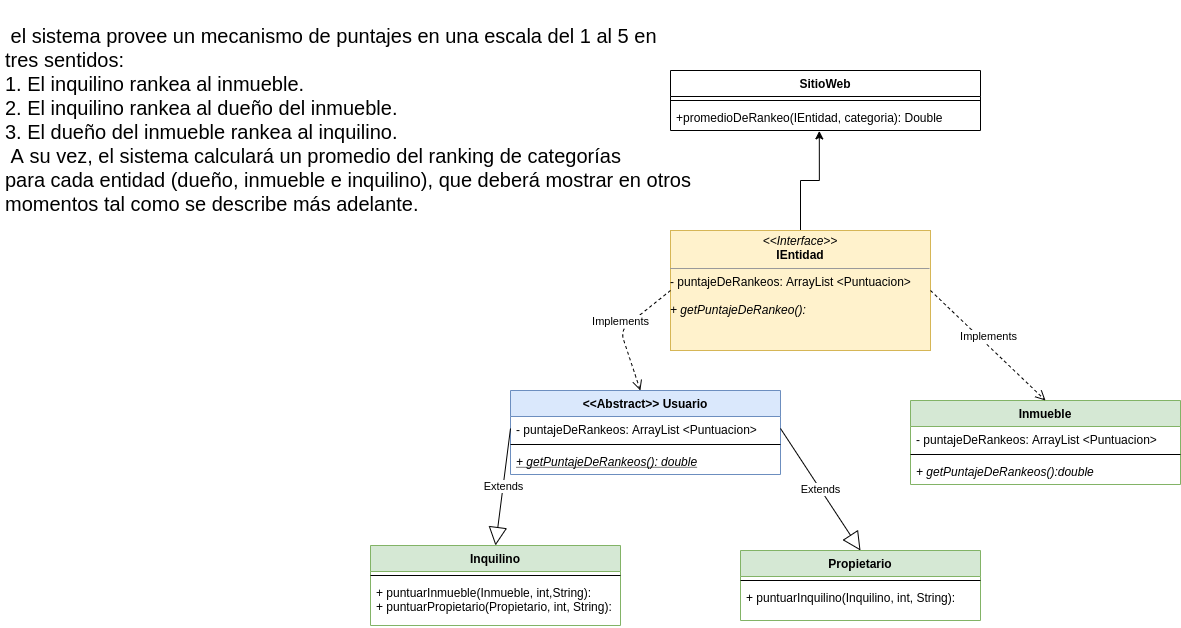 el sistema provee un mecanismo de puntajes en una escala del 1 al 5 en
tres sentidos:
1. El inquilino rankea al inmueble.
2. El inquilino rankea al dueño del inmueble.
3. El dueño del inmueble rankea al inquilino.
A su vez, el sistema calculará un promedio del ranking de categorías
para cada entidad (dueño, inmueble e inquilino), que deberá mostrar en otros
momentos tal como se describe más adelante.
SitioWeb
+promedioDeRankeo(IEntidad, categoria): Double
<<Interface>>
IEntidad
- puntajeDeRankeos: ArrayList <Puntuacion>
+ getPuntajeDeRankeo():
Implements
Implements
<<Abstract>> Usuario
- puntajeDeRankeos: ArrayList <Puntuacion>
+ getPuntajeDeRankeos(): double
Inmueble
- puntajeDeRankeos: ArrayList <Puntuacion>
+ getPuntajeDeRankeos():double
Extends
Extends
Inquilino
+ puntuarInmueble(Inmueble, int,String):
+ puntuarPropietario(Propietario, int, String):
Propietario
+ puntuarInquilino(Inquilino, int, String):